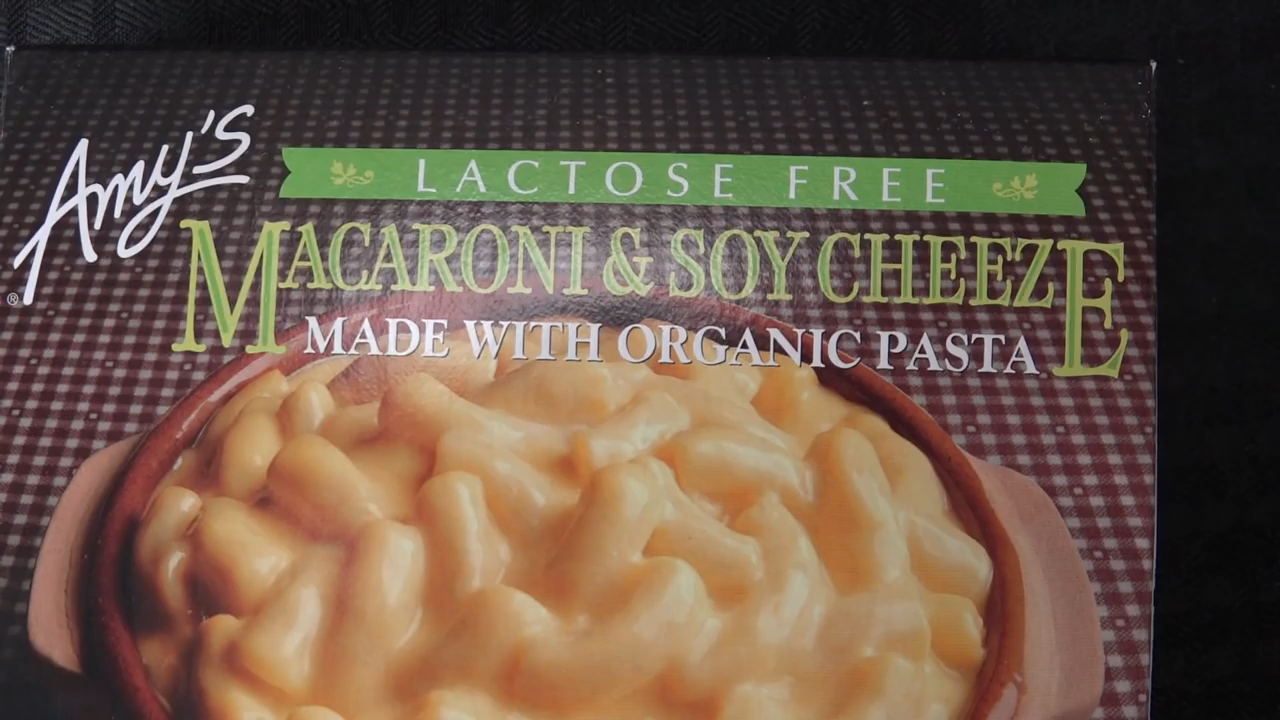 Amy's
®
LACTOSE FREE
MACARONI & SOY CHEEZE
MADE WITH ORGANIC PASTA